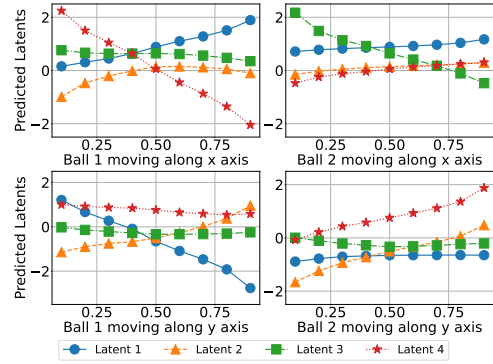 Predicted Latents
2
0
−2
0.25 0.50 0.75
Ball 1 moving along x axis
2
0
−2
0.25 0.50 0.75
Ball 2 moving along x axis
Predicted Latents
2
0
−2
0.25 0.50 0.75
Ball 1 moving along y axis
2
0
−2
0.25 0.50 0.75
Ball 2 moving along y axis
Latent 1 Latent 2 Latent 3 Latent 4